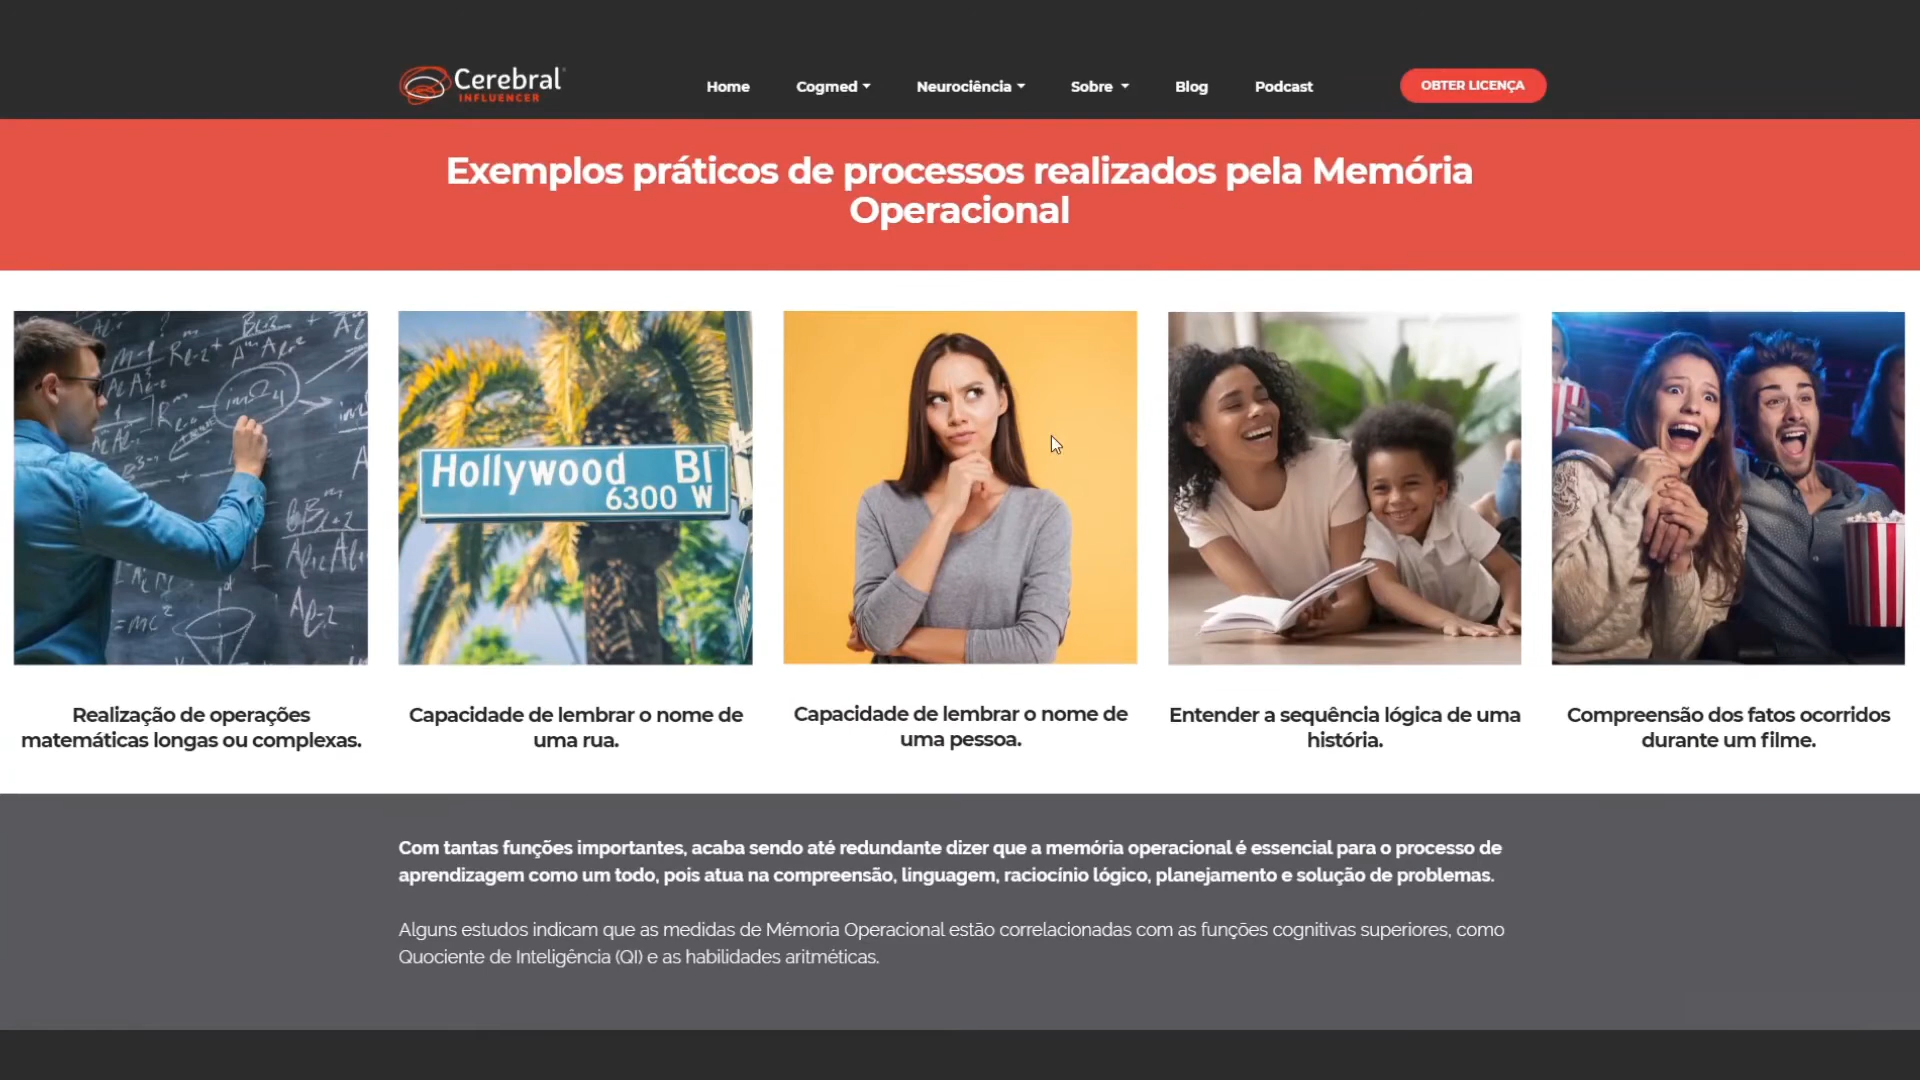 Cerebral
INFLUENCER
Home
Cogmed
Neurociência
Sobre
Blog
Podcast
OBTER LICENÇA
Exemplos práticos de processos realizados pela Memória
Operacional
Hollywood Bl
6300 W
=mc²
Realização de operações
matemáticas longas ou complexas.
Capacidade de lembrar o nome de
uma rua.
Capacidade de lembrar o nome de
uma pessoa.
Entender a sequência lógica de uma
história.
Compreensão dos fatos ocorridos
durante um filme.
Com tantas funções importantes, acaba sendo até redundante dizer que a memória operacional é essencial para o processo de
aprendizagem como um todo, pois atua na compreensão, linguagem, raciocínio lógico, planejamento e solução de problemas.
Alguns estudos indicam que as medidas de Mémoria Operacional estão correlacionadas com as funções cognitivas superiores, como
Quociente de Inteligência (QI) e as habilidades aritméticas.